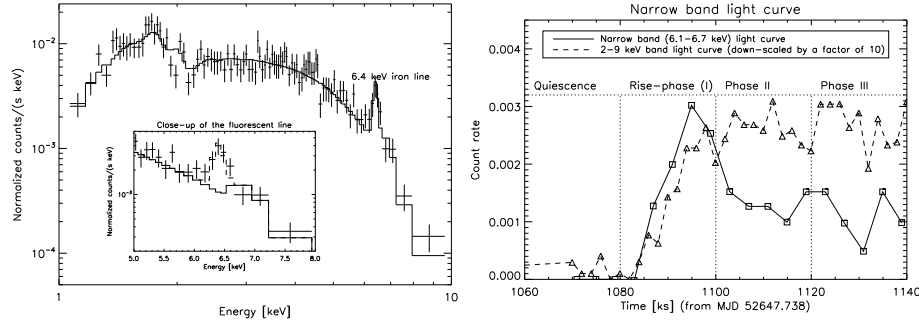 10⁻²
10⁻³
10⁻⁴
Normalized counts/(s keV)
6.4 keV iron line
Close-up of the fluorescent line
Normalized counts/(s keV)
10⁻³
5.0 5.5 6.0 6.5 7.0 7.5 8.0
Energy [keV]
1 10
Energy [keV]
Narrow band light curve
Narrow band (6.1-6.7 keV) light curve
2-9 keV band light curve (down-scaled by a factor of 10)
Quiescence Rise-phase (I) Phase II Phase III
0.004
0.003
0.002
0.001
0.000
Count rate
1060 1080 1100 1120 1140
Time [ks] (from MJD 52647.738)